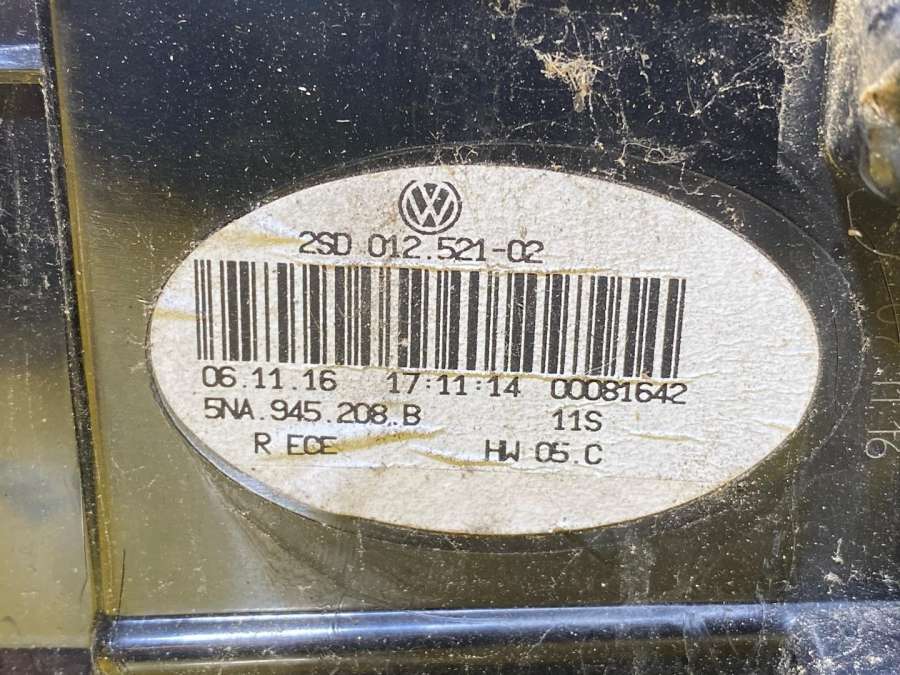 2SD 012.521-02
06.11.16 17:11:14 00081642
5NA.945.208.B 11S
R ECE HW 05.C